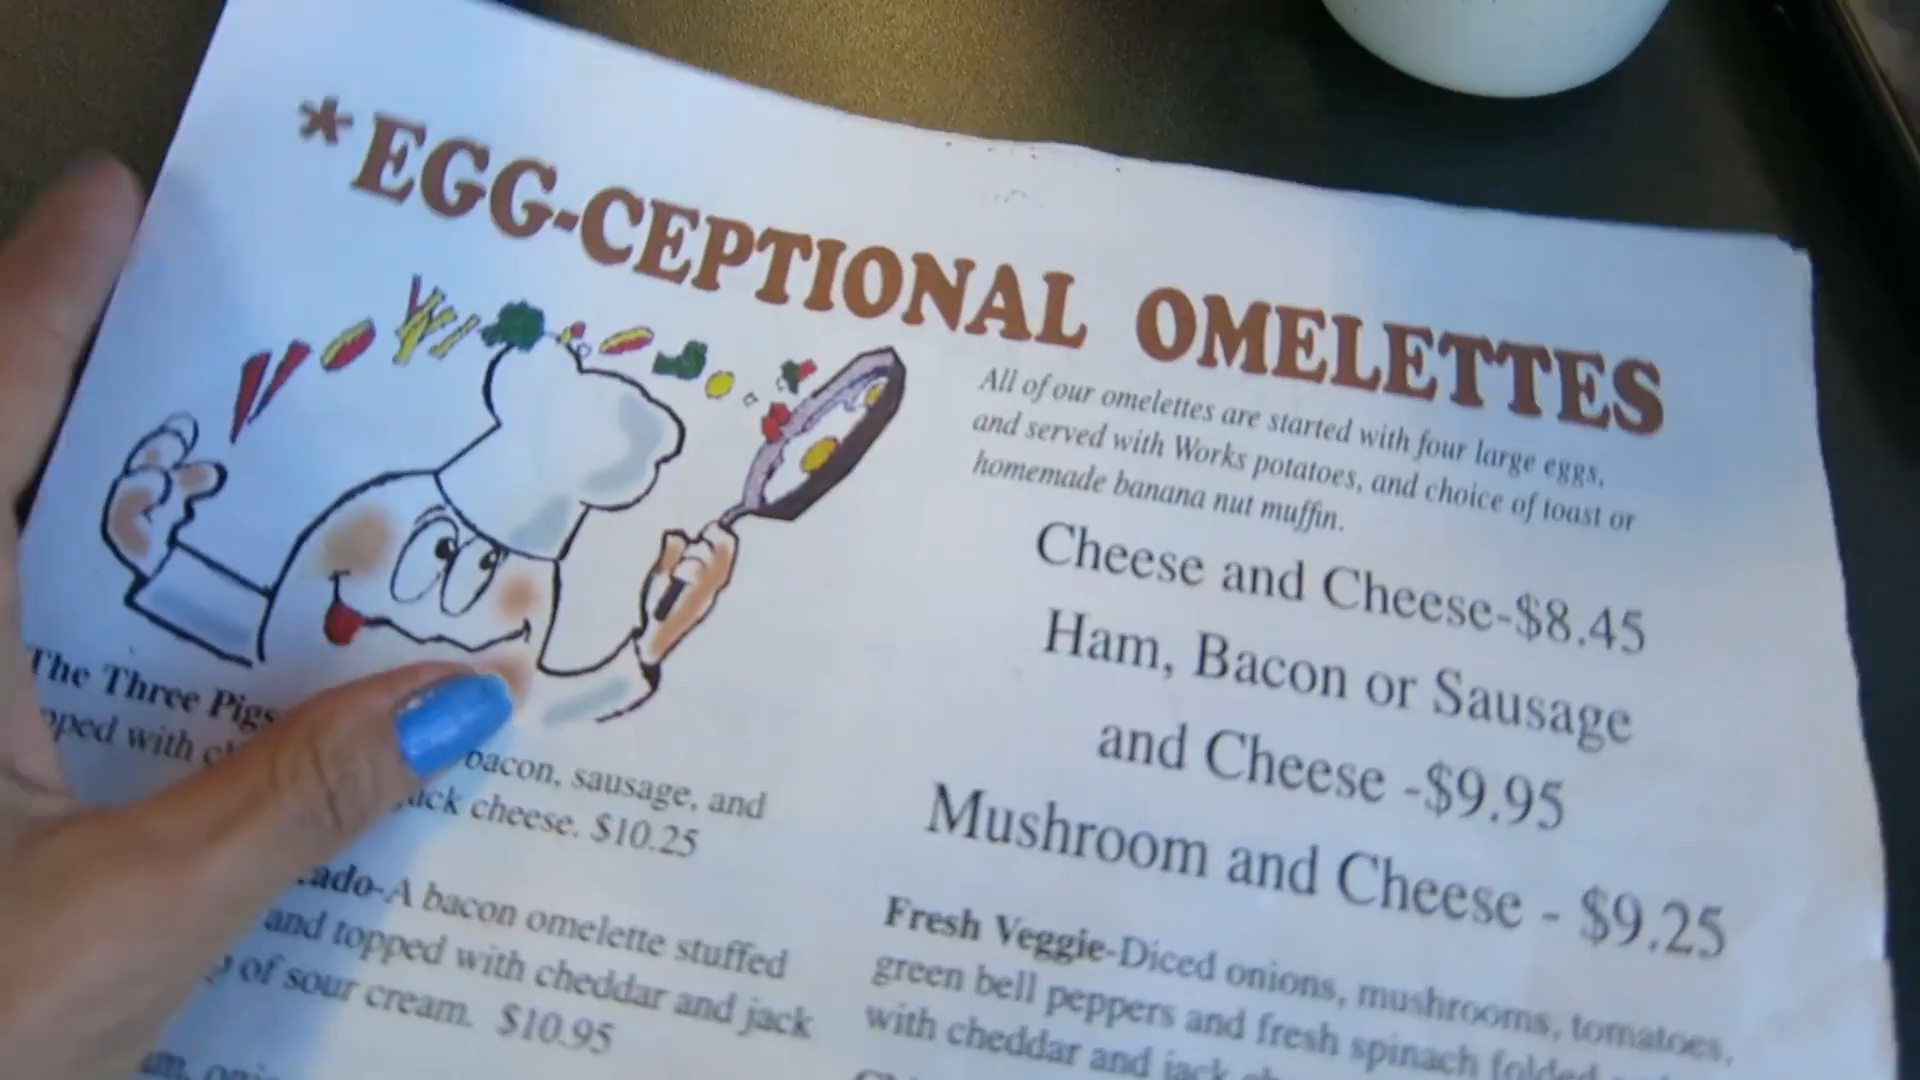 *EGG-CEPTIONAL OMELETTES
All of our omelettes are started with four large eggs,
and served with Works potatoes, and choice of toast or
homemade banana nut muffin.
Cheese and Cheese-$8.45
Ham, Bacon or Sausage
and Cheese -$9.95
Mushroom and Cheese - $9.25
Fresh Veggie-Diced onions, mushrooms, tomatoes,
green bell peppers and fresh spinach folded
with cheddar and jack
The Three Pigs
with
bacon, sausage, and
cheese. $10.25
A bacon omelette stuffed
and topped with cheddar and jack
of sour cream. $10.95